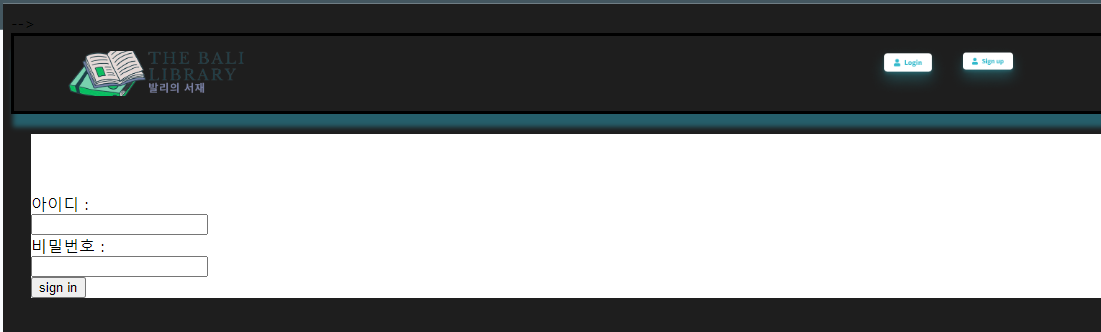 -->
THE BALI
LIBRARY
발리의 서재
Login
Sign up
아이디 :
비밀번호 :
sign in